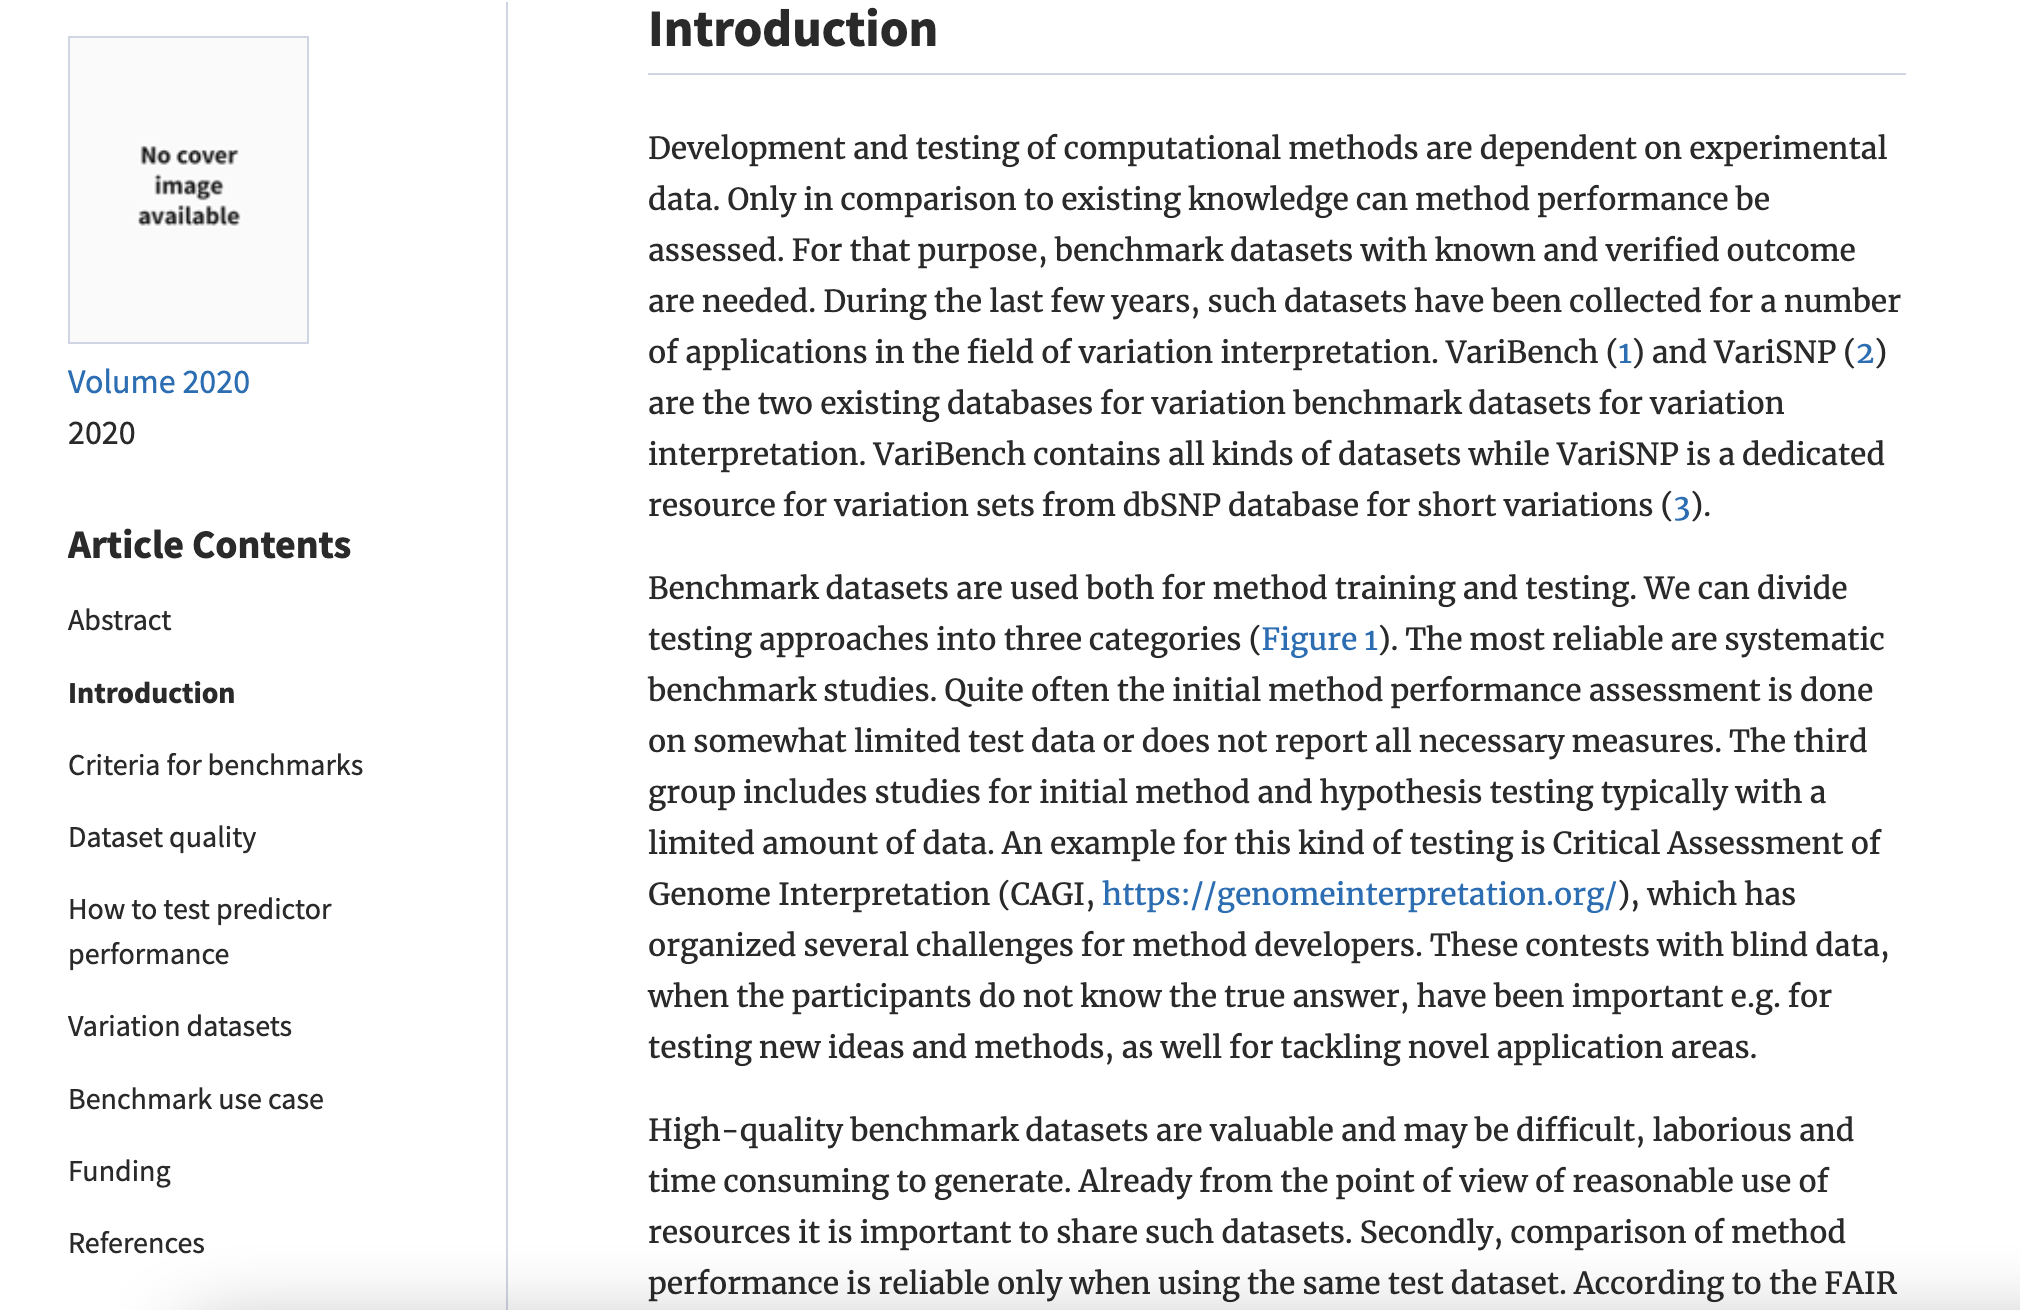 No cover
image
available
Volume 2020
2020
Article Contents
Abstract
Introduction
Criteria for benchmarks
Dataset quality
How to test predictor
performance
Variation datasets
Benchmark use case
Funding
References
Introduction
Development and testing of computational methods are dependent on experimental
data. Only in comparison to existing knowledge can method performance be
assessed. For that purpose, benchmark datasets with known and verified outcome
are needed. During the last few years, such datasets have been collected for a number
of applications in the field of variation interpretation. VariBench (1) and VariSNP (2)
are the two existing databases for variation benchmark datasets for variation
interpretation. VariBench contains all kinds of datasets while VariSNP is a dedicated
resource for variation sets from dbSNP database for short variations (3).
Benchmark datasets are used both for method training and testing. We can divide
testing approaches into three categories (Figure 1). The most reliable are systematic
benchmark studies. Quite often the initial method performance assessment is done
on somewhat limited test data or does not report all necessary measures. The third
group includes studies for initial method and hypothesis testing typically with a
limited amount of data. An example for this kind of testing is Critical Assessment of
Genome Interpretation (CAGI, https://genomeinterpretation.org/), which has
organized several challenges for method developers. These contests with blind data,
when the participants do not know the true answer, have been important e.g. for
testing new ideas and methods, as well for tackling novel application areas.
High-quality benchmark datasets are valuable and may be difficult, laborious and
time consuming to generate. Already from the point of view of reasonable use of
resources it is important to share such datasets. Secondly, comparison of method
performance is reliable only when using the same test dataset. According to the FAIR